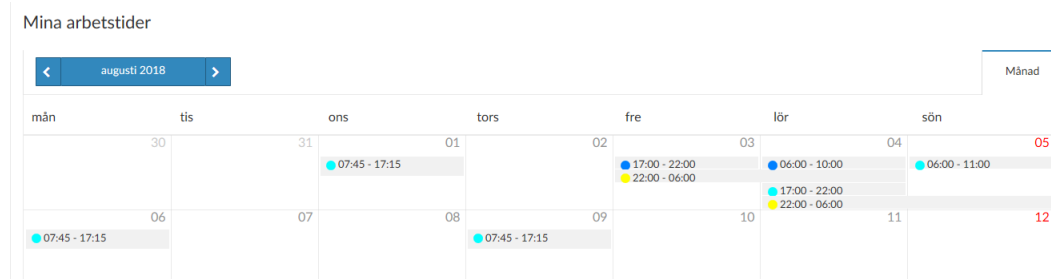 Mina arbetstider
augusti 2018
Månad
mån tis ons tors fre lör sön
30 31 01 02 03 04 05
07:45 - 17:15 17:00 - 22:00 06:00 - 10:00 06:00 - 11:00
22:00 - 06:00
17:00 - 22:00
22:00 - 06:00
06 07 08 09 10 11 12
07:45 - 17:15 07:45 - 17:15